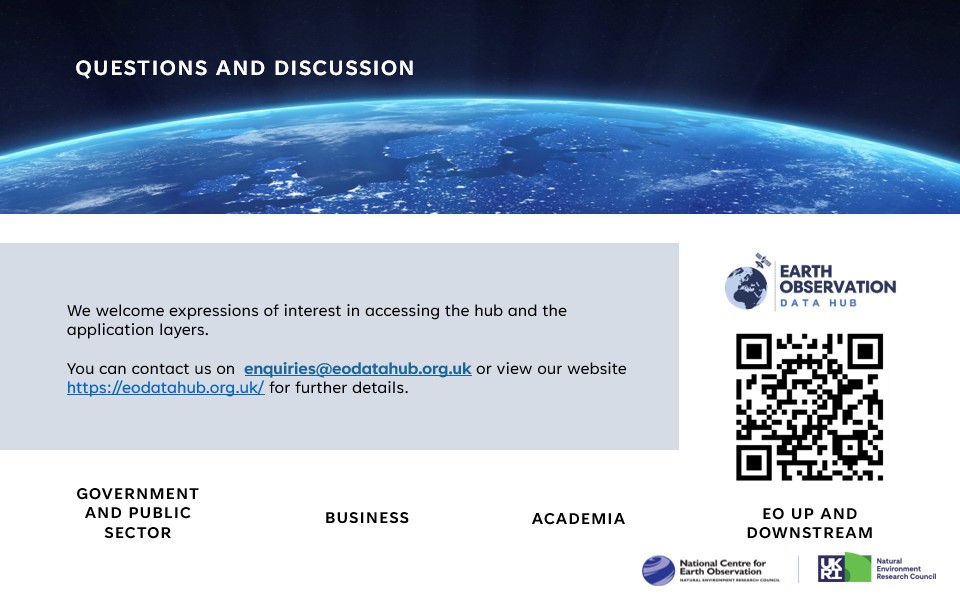 QUESTIONS AND DISCUSSION
We welcome expressions of interest in accessing the hub and the
application layers.
You can contact us on enquiries@eodatahub.org.uk or view our website
https://eodatahub.org.uk/ for further details.
EARTH
OBSERVATION
DATA HUB
GOVERNMENT
AND PUBLIC
SECTOR
BUSINESS
ACADEMIA
EO UP AND
DOWNSTREAM
National Centre for
Earth Observation
NATURAL ENVIRONMENT RESEARCH COUNCIL
UK
RI
Natural
Environment
Research Council